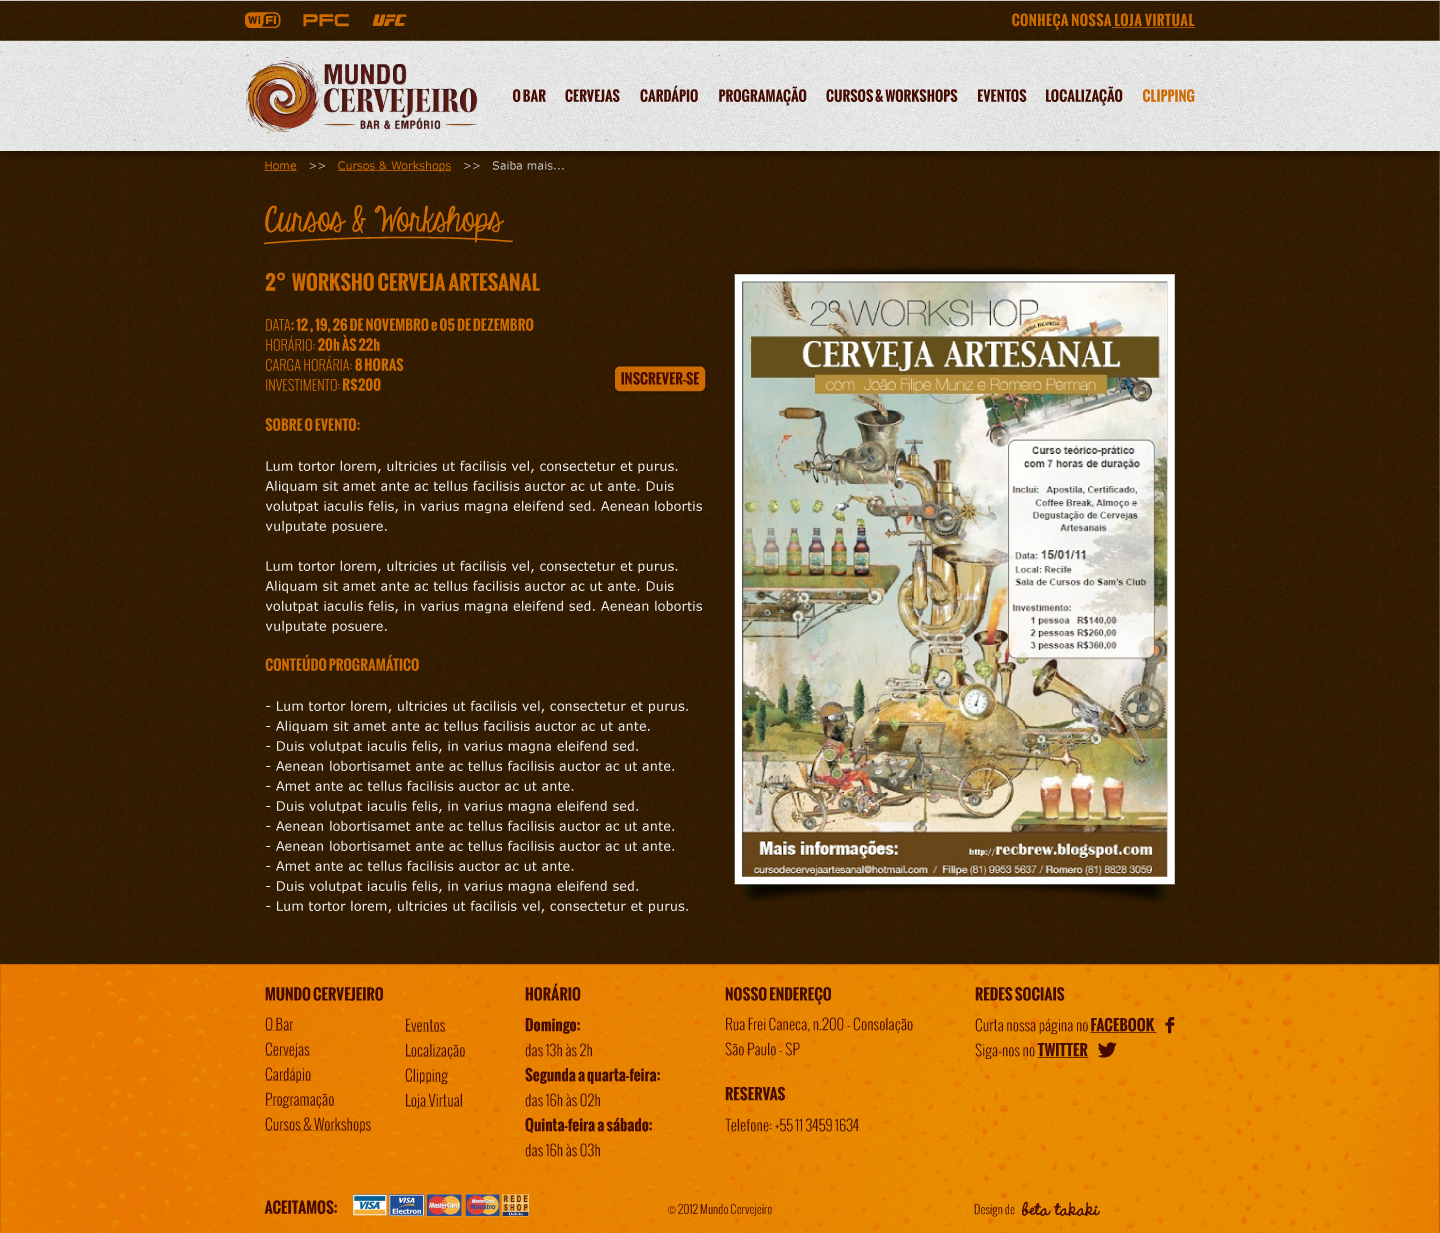 WiFi PFC UFC
CONHEÇA NOSSA LOJA VIRTUAL
MUNDO
CERVEJEIRO
BAR & EMPÓRIO
O BAR CERVEJAS CARDÁPIO PROGRAMAÇÃO CURSOS & WORKSHOPS EVENTOS LOCALIZAÇÃO CLIPPING
Home >> Cursos & Workshops >> Saiba mais...
Cursos & Workshops
2° WORKSHO CERVEJA ARTESANAL
DATA: 12 , 19, 26 DE NOVEMBRO e 05 DE DEZEMBRO
HORÁRIO: 20h ÀS 22h
CARGA HORÁRIA: 8 HORAS
INVESTIMENTO: R$200
INSCREVER-SE
SOBRE O EVENTO:
Lum tortor lorem, ultricies ut facilisis vel, consectetur et purus.
Aliquam sit amet ante ac tellus facilisis auctor ac ut ante. Duis
volutpat iaculis felis, in varius magna eleifend sed. Aenean lobortis
vulputate posuere.
Lum tortor lorem, ultricies ut facilisis vel, consectetur et purus.
Aliquam sit amet ante ac tellus facilisis auctor ac ut ante. Duis
volutpat iaculis felis, in varius magna eleifend sed. Aenean lobortis
vulputate posuere.
CONTEÚDO PROGRAMÁTICO
- Lum tortor lorem, ultricies ut facilisis vel, consectetur et purus.
- Aliquam sit amet ante ac tellus facilisis auctor ac ut ante.
- Duis volutpat iaculis felis, in varius magna eleifend sed.
- Aenean lobortisamet ante ac tellus facilisis auctor ac ut ante.
- Amet ante ac tellus facilisis auctor ac ut ante.
- Duis volutpat iaculis felis, in varius magna eleifend sed.
- Aenean lobortisamet ante ac tellus facilisis auctor ac ut ante.
- Aenean lobortisamet ante ac tellus facilisis auctor ac ut ante.
- Amet ante ac tellus facilisis auctor ac ut ante.
- Duis volutpat iaculis felis, in varius magna eleifend sed.
- Lum tortor lorem, ultricies ut facilisis vel, consectetur et purus.
2º WORKSHOP
CERVEJA ARTESANAL
com João Filipe Muniz e Romero Perman
Curso teórico-prático
com 7 horas de duração
Inclui: Apostila, Certificado,
Coffee Break, Almoço e
Degustação de Cervejas
Artesanais
Data: 15/01/11
Local: Recife
Sala de Cursos do Sam's Club
Investimento:
1 pessoa R$140,00
2 pessoas R$260,00
3 pessoas R$360,00
Mais informações: http://recbrew.blogspot.com
cursodecervejaartesanal@hotmail.com / Filipe (81) 9953 5637 / Romero (81) 8828 3059
MUNDO CERVEJEIRO
O Bar
Cervejas
Cardápio
Programação
Cursos & Workshops
Eventos
Localização
Clipping
Loja Virtual
HORÁRIO
Domingo:
das 13h às 2h
Segunda a quarta-feira:
das 16h às 02h
Quinta-feira a sábado:
das 16h às 03h
NOSSO ENDEREÇO
Rua Frei Caneca, n.200 - Consolação
São Paulo - SP
RESERVAS
Telefone: +55 11 3459 1634
REDES SOCIAIS
Curta nossa página no FACEBOOK
Siga-nos no TWITTER
ACEITAMOS: VISA VISA Electron MasterCard Maestro REDE SHOP
© 2012 Mundo Cervejeiro
Design de beta takaki